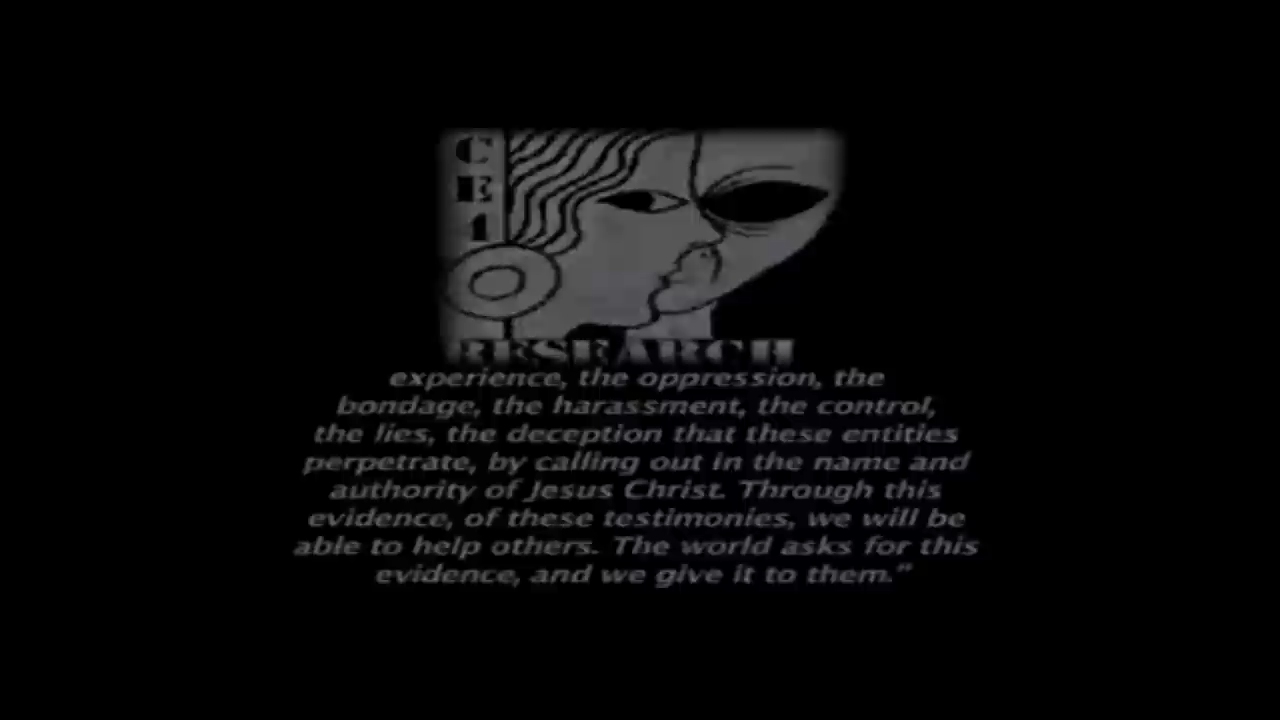 C
E
4
RESEARCH
experience, the oppression, the
bondage, the harassment, the control,
the lies, the deception that these entities
perpetrate, by calling out in the name and
authority of Jesus Christ. Through this
evidence, of these testimonies, we will be
able to help others. The world asks for this
evidence, and we give it to them."